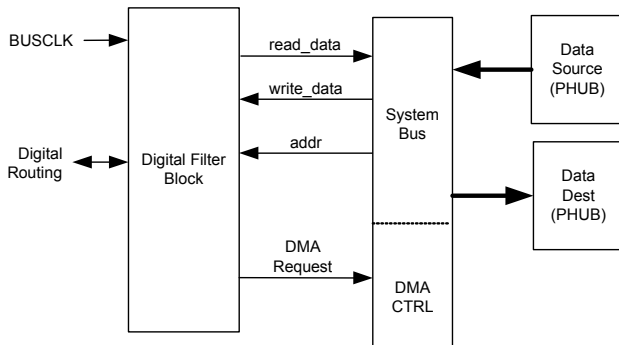 BUSCLK
Digital
Routing
Digital Filter
Block
read_data
write_data
addr
DMA
Request
System
Bus
DMA
CTRL
Data
Source
(PHUB)
Data
Dest
(PHUB)